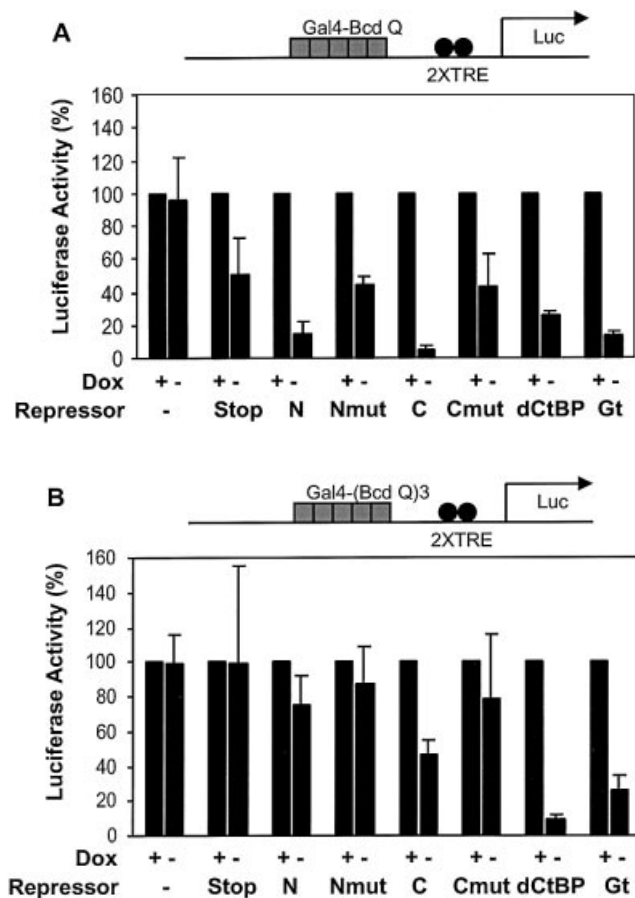 A
Gal4-Bcd Q
Luc
2XTRE
Luciferase Activity (%)
160
140
120
100
80
60
40
20
0
Dox + - + - + - + - + - + - + - + -
Repressor - Stop N Nmut C Cmut dCtBP Gt
B
Gal4-(Bcd Q)3
Luc
2XTRE
Luciferase Activity (%)
160
140
120
100
80
60
40
20
0
Dox + - + - + - + - + - + - + - + -
Repressor - Stop N Nmut C Cmut dCtBP Gt